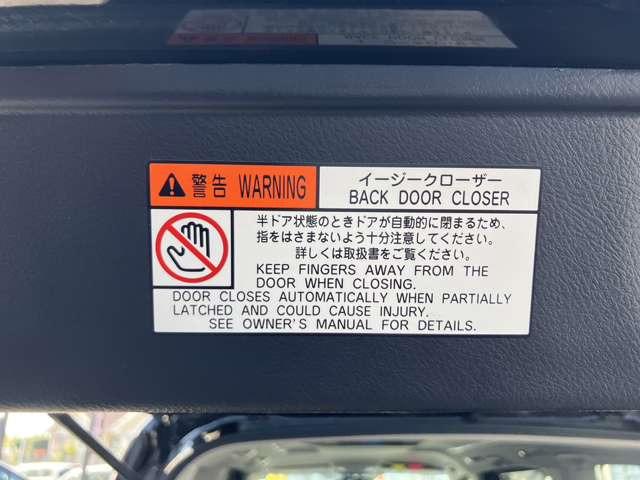 警告 WARNING
イージークローザー
BACK DOOR CLOSER
半ドア状態のときドアが自動的に閉まるため、
指をはさまないよう十分注意してください。
詳しくは取扱書をご覧ください。
KEEP FINGERS AWAY FROM THE
DOOR WHEN CLOSING.
DOOR CLOSES AUTOMATICALLY WHEN PARTIALLY
LATCHED AND COULD CAUSE INJURY.
SEE OWNER'S MANUAL FOR DETAILS.